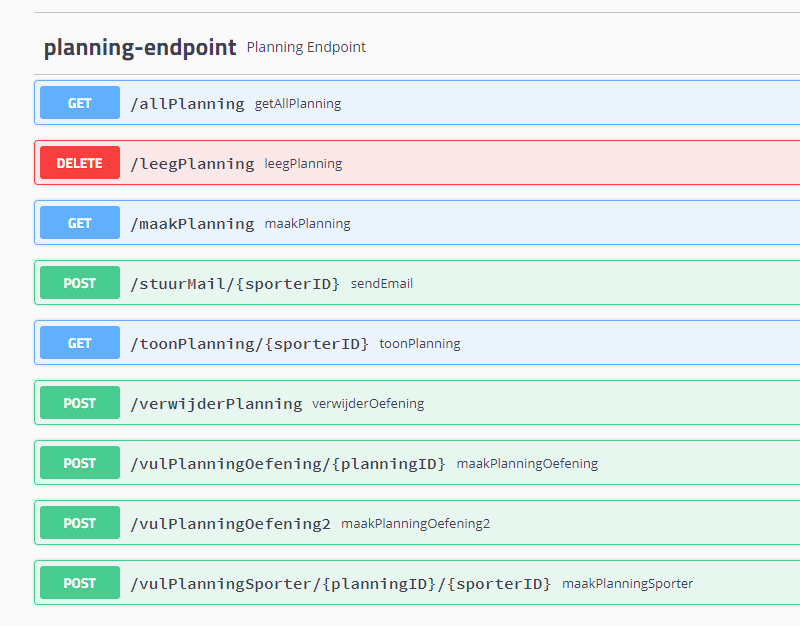 planning-endpoint Planning Endpoint
GET /allPlanning getAllPlanning
DELETE /leegPlanning leegPlanning
GET /maakPlanning maakPlanning
POST /stuurMail/{sporterID} sendEmail
GET /toonPlanning/{sporterID} toonPlanning
POST /verwijderPlanning verwijderOefening
POST /vulPlanningOefening/{planningID} maakPlanningOefening
POST /vulPlanningOefening2 maakPlanningOefening2
POST /vulPlanningSporter/{planningID}/{sporterID} maakPlanningSporter